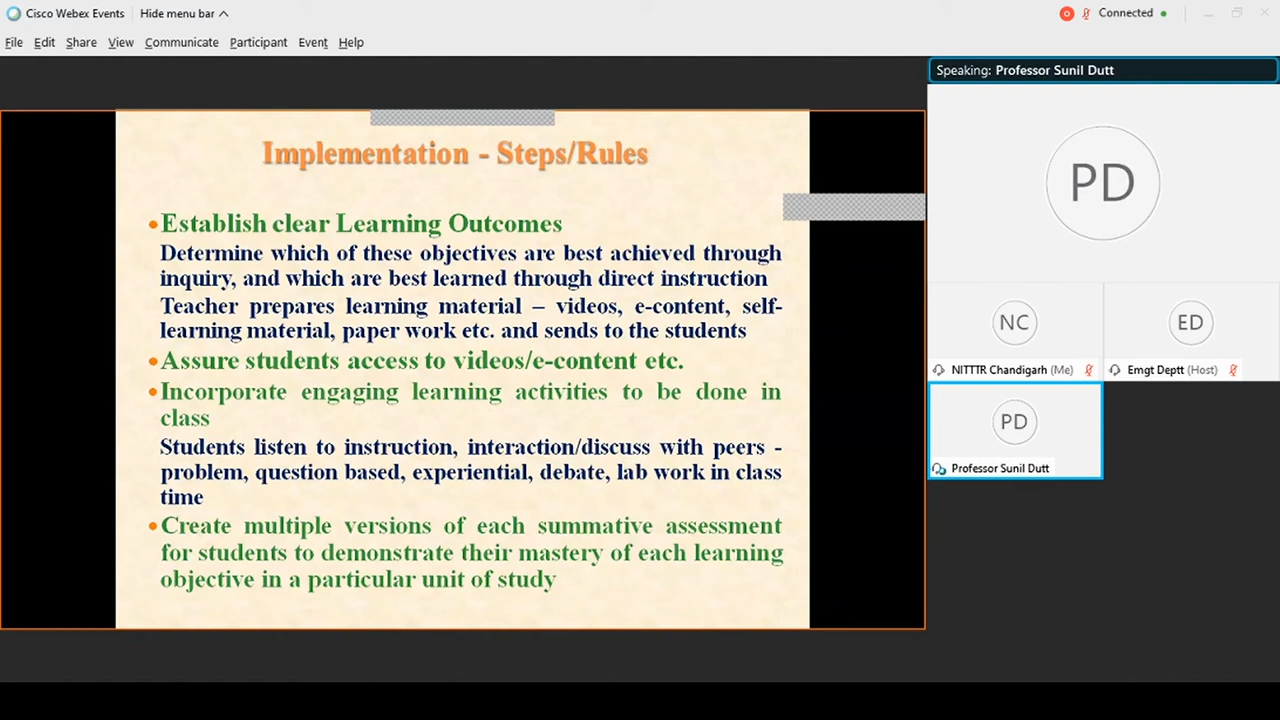 Cisco Webex Events Hide menu bar Connected
File Edit Share View Communicate Participant Event Help
Speaking: Professor Sunil Dutt
Implementation - Steps/Rules
•Establish clear Learning Outcomes
Determine which of these objectives are best achieved through
inquiry, and which are best learned through direct instruction
Teacher prepares learning material – videos, e-content, self-
learning material, paper work etc. and sends to the students
•Assure students access to videos/e-content etc.
•Incorporate engaging learning activities to be done in
class
Students listen to instruction, interaction/discuss with peers -
problem, question based, experiential, debate, lab work in class
time
•Create multiple versions of each summative assessment
for students to demonstrate their mastery of each learning
objective in a particular unit of study
PD
NC
ED
NITTTR Chandigarh (Me)
Emgt Deptt (Host)
PD
Professor Sunil Dutt